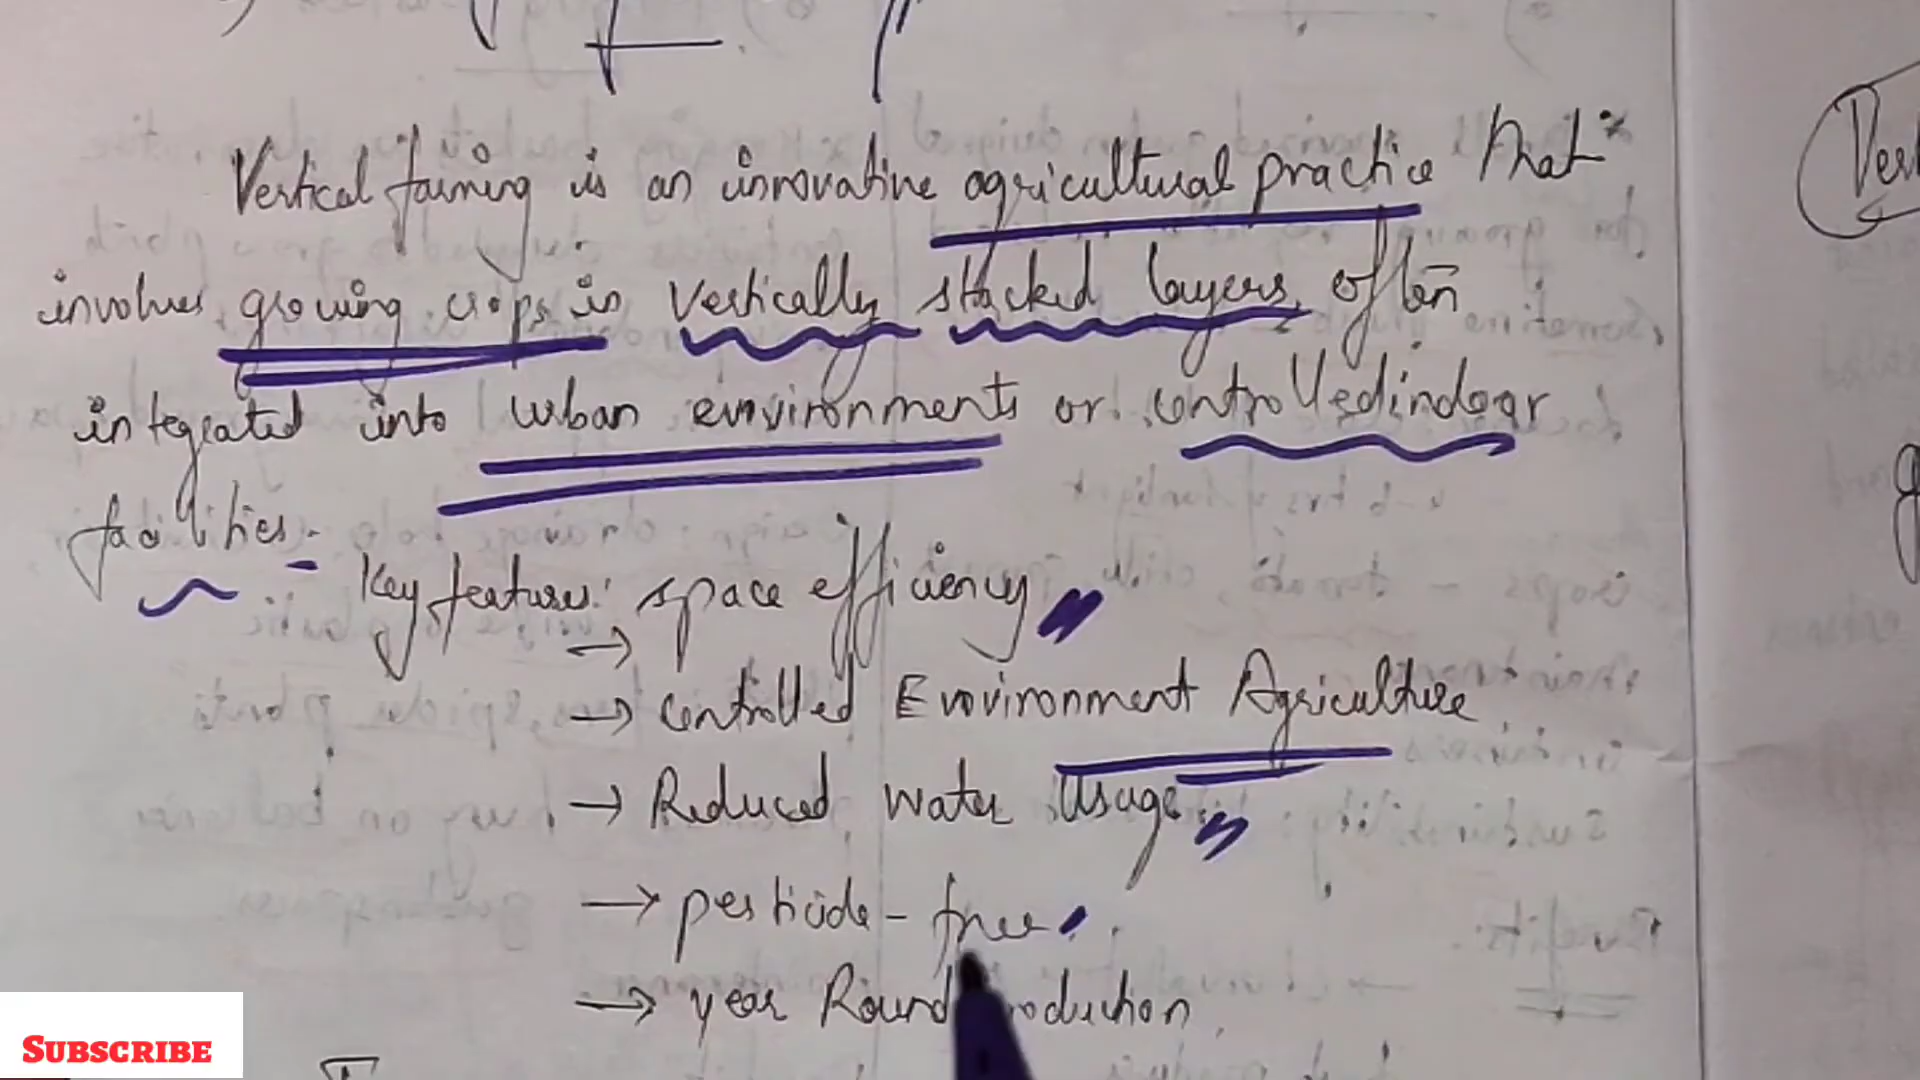 Vertical farming is an innovative agricultural practice that
involves growing crops in vertically stacked layers, often
integrated into urban environments or controlled indoor
facilities.
Key features: space efficiency
→ controlled Environment Agriculture
→ Reduced water usage
→ pesticide-free
→ year Round production
Vert
SUBSCRIBE